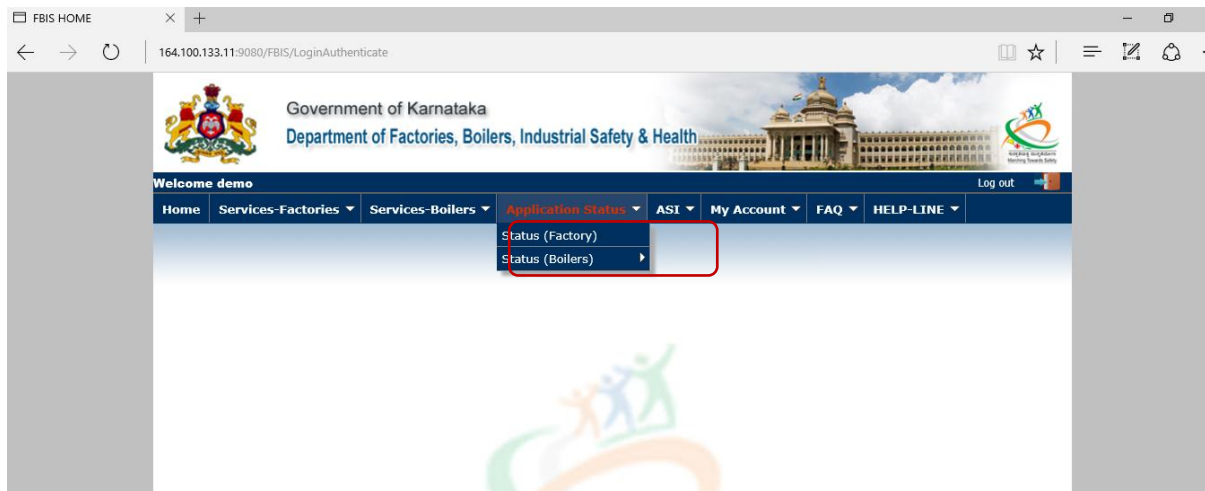 FBIS HOME
164.100.133.11:9080/FBIS/LoginAuthenticate
Government of Karnataka
Department of Factories, Boilers, Industrial Safety & Health
Welcome demo
Log out
Home Services-Factories Services-Boilers Application Status ASI My Account FAQ HELP-LINE
Status (Factory)
Status (Boilers)